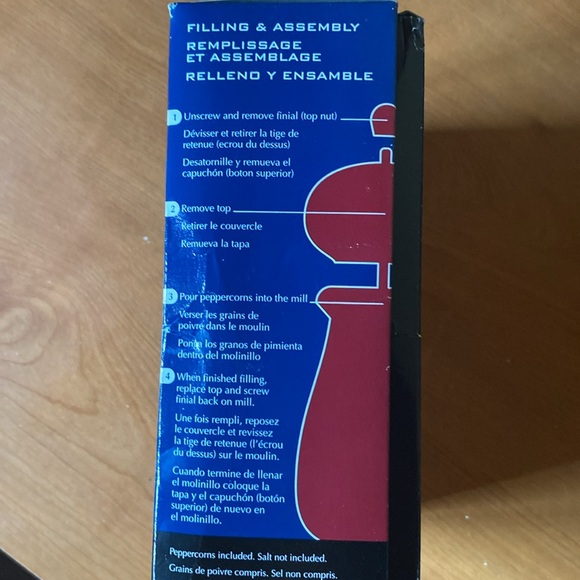 FILLING & ASSEMBLY
REMPLISSAGE
ET ASSEMBLAGE
RELLENO Y ENSAMBLE
1 Unscrew and remove finial (top nut)
Dévisser et retirer la tige de
retenue (ecrou du dessus)
Desatornille y remueva el
capuchón (boton superior)
2 Remove top
Retirer le couvercle
Remueva la tapa
3 Pour peppercorns into the mill
Verser les grains de
poivre dans le moulin
Ponga los granos de pimienta
dentro del molinillo
4 When finished filling,
replace top and screw
finial back on mill.
Une fois rempli, reposez
le couvercle et revissez
la tige de retenue (l'écrou
du dessus) sur le moulin.
Cuando termine de llenar
el molinillo coloque la
tapa y el capuchón (botón
superior) de nuevo en
el molinillo.
Peppercorns included. Salt not included.
Grains de poivre compris. Sel non compris.